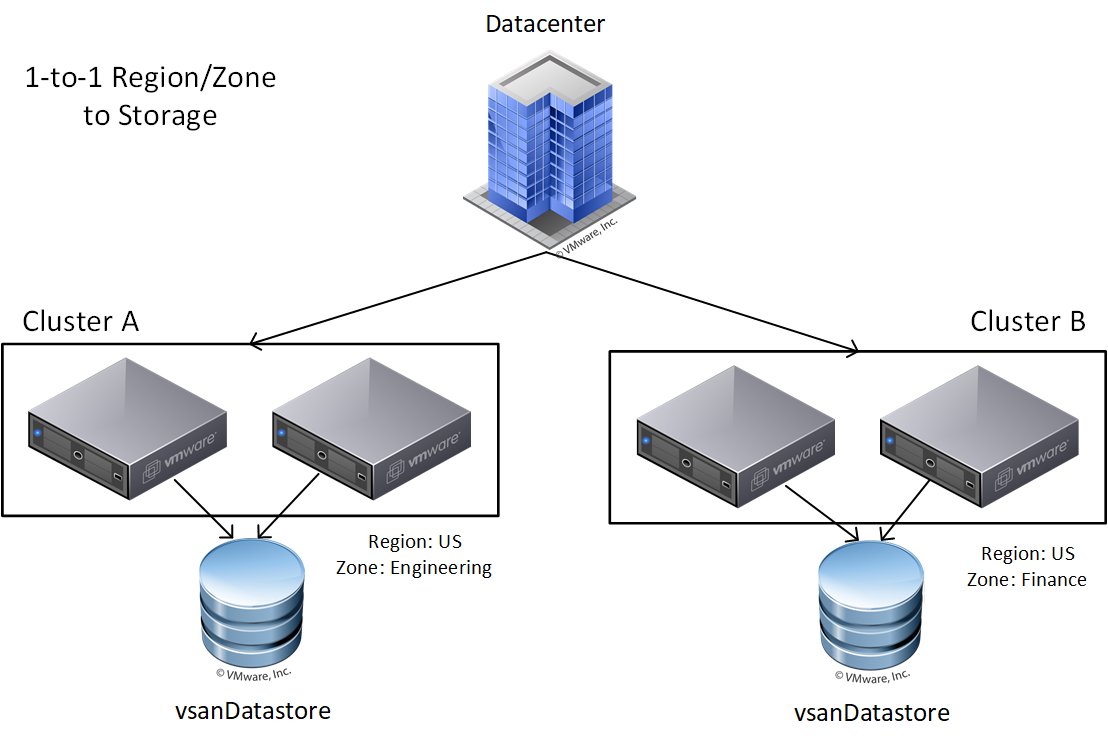 Datacenter
1-to-1 Region/Zone
to Storage
© VMware, Inc.
Cluster A
Cluster B
vmware
vmware
vmware
vmware
Region: US
Zone: Engineering
Region: US
Zone: Finance
© VMware, Inc.
© VMware, Inc.
vsanDatastore
vsanDatastore